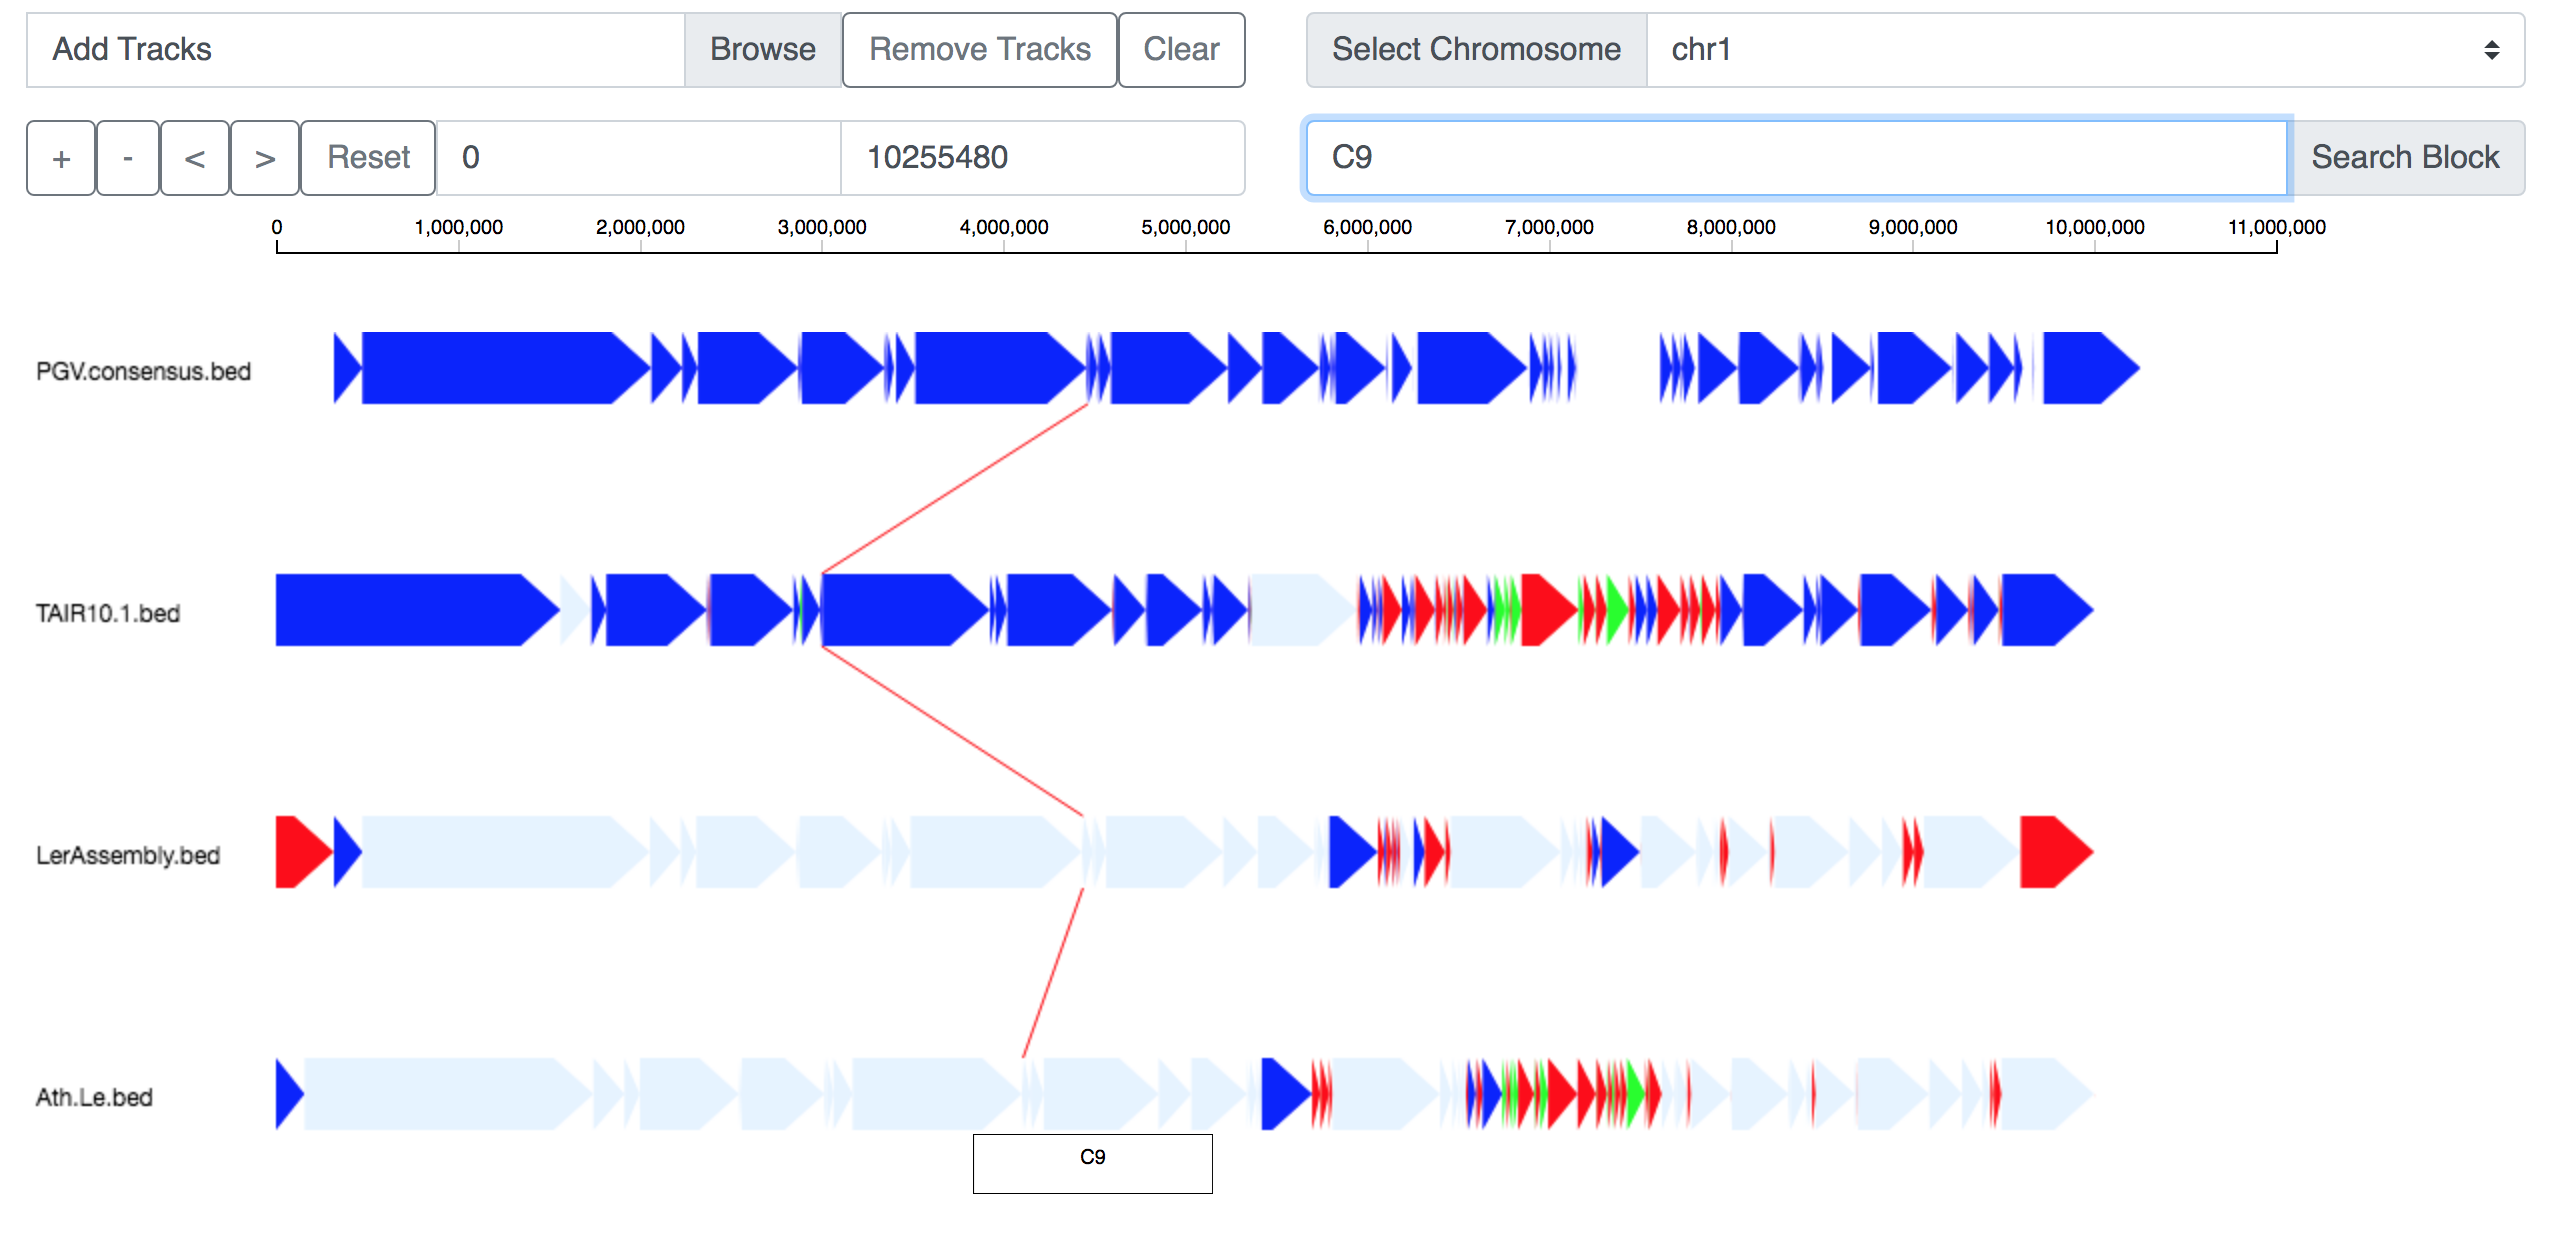 Add Tracks Browse Remove Tracks Clear Select Chromosome chr1
+ - < > Reset 0 10255480 C9 Search Block
0 1,000,000 2,000,000 3,000,000 4,000,000 5,000,000 6,000,000 7,000,000 8,000,000 9,000,000 10,000,000 11,000,000
PGV.consensus.bed
TAIR10.1.bed
LerAssembly.bed
Ath.Le.bed
C9